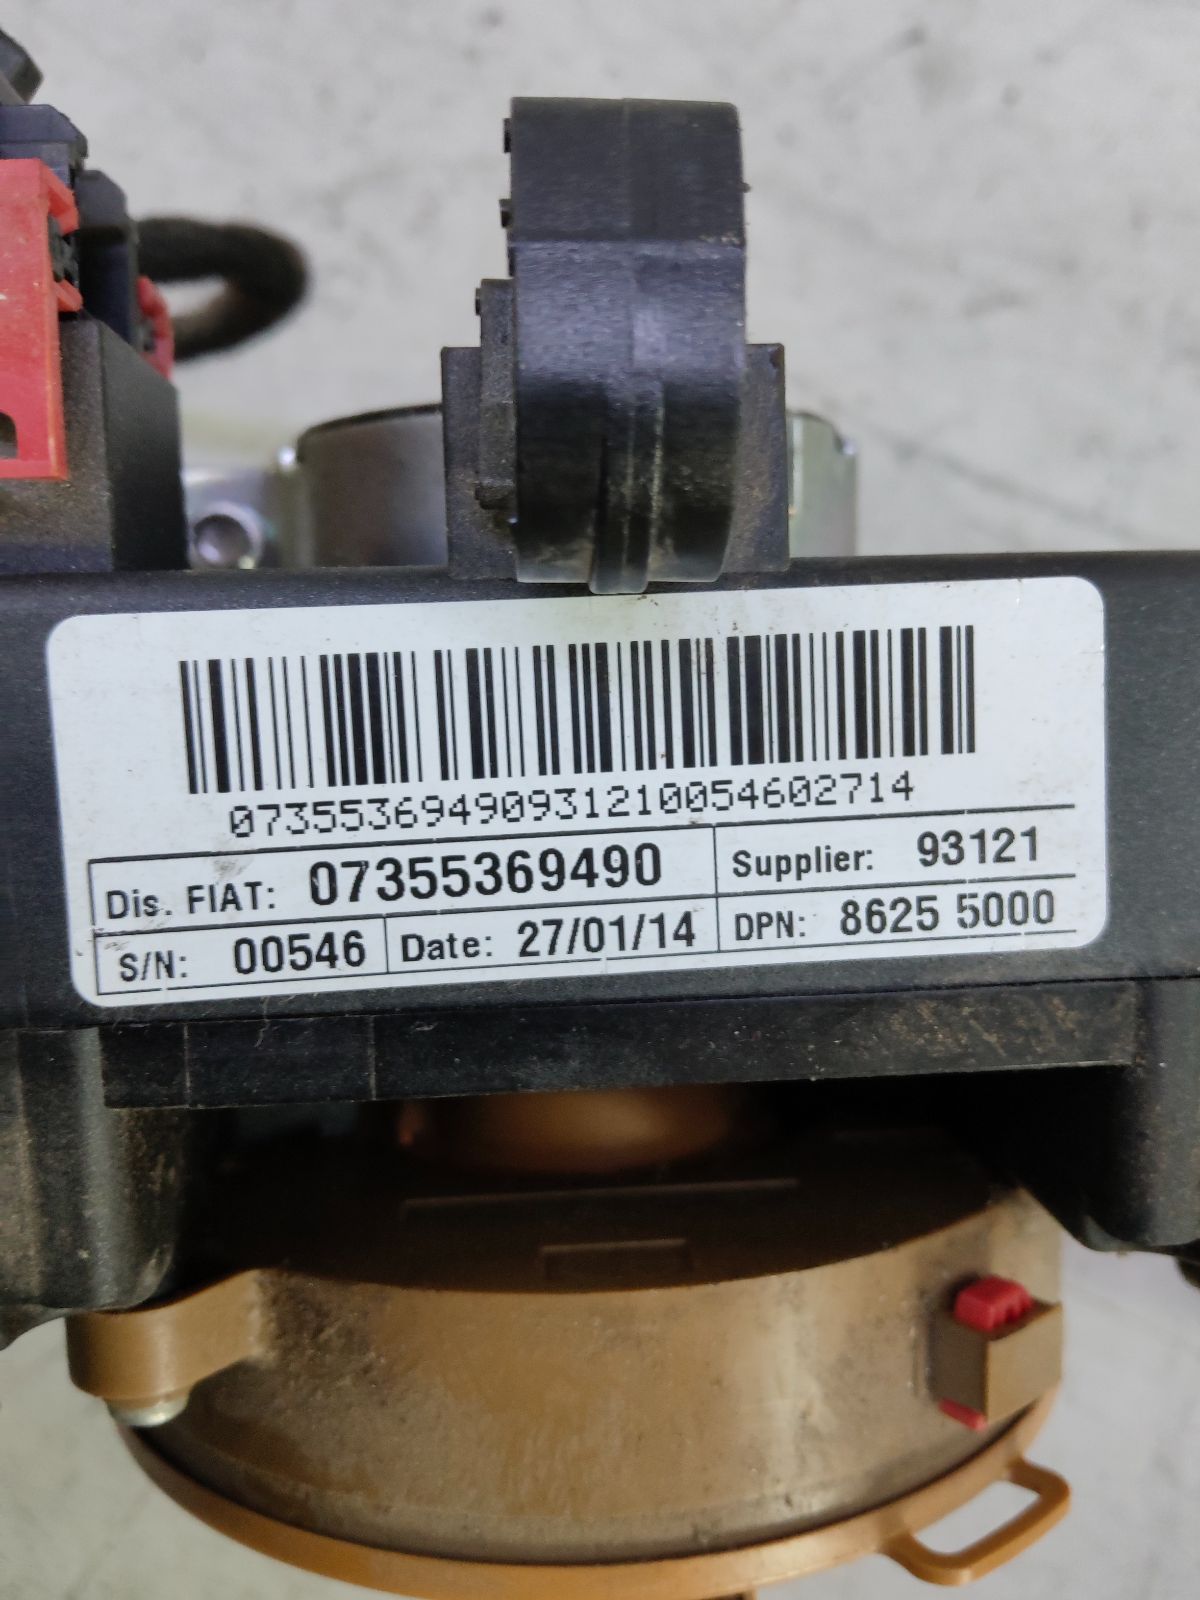 07355369490931210054602714
Dis. FIAT: 07355369490 Supplier: 93121
S/N: 00546 Date: 27/01/14 DPN: 8625 5000